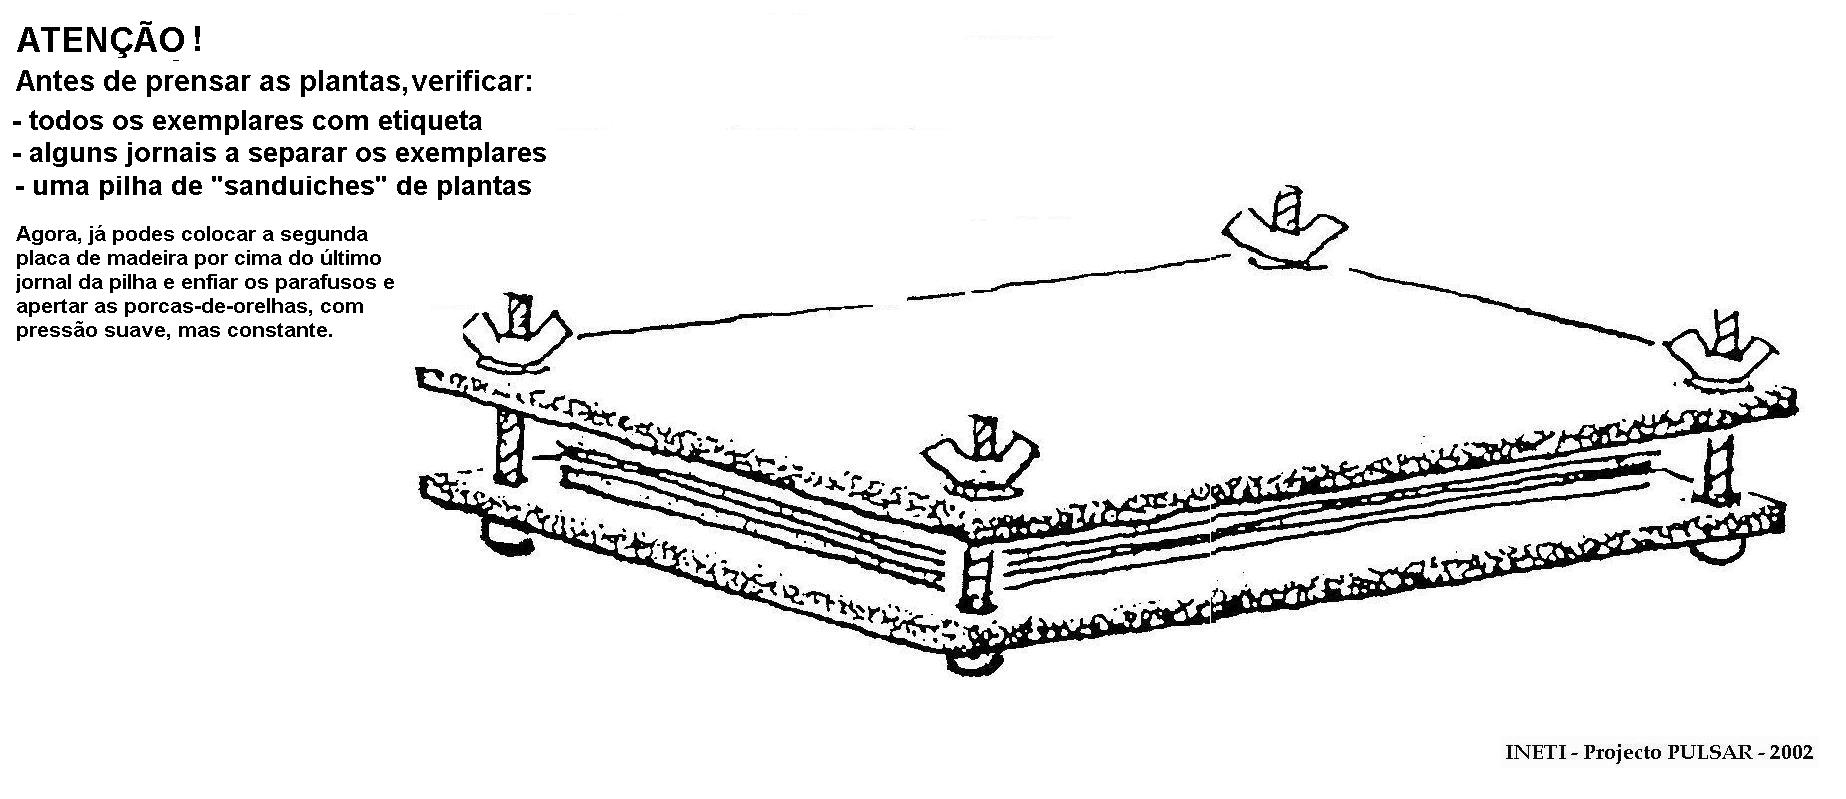 ATENÇÃO !
Antes de prensar as plantas, verificar:
- todos os exemplares com etiqueta
- alguns jornais a separar os exemplares
- uma pilha de "sanduiches" de plantas
Agora, já podes colocar a segunda
placa de madeira por cima do último
jornal da pilha e enfiar os parafusos e
apertar as porcas-de-orelhas, com
pressão suave, mas constante.
INETI - Projecto PULSAR - 2002